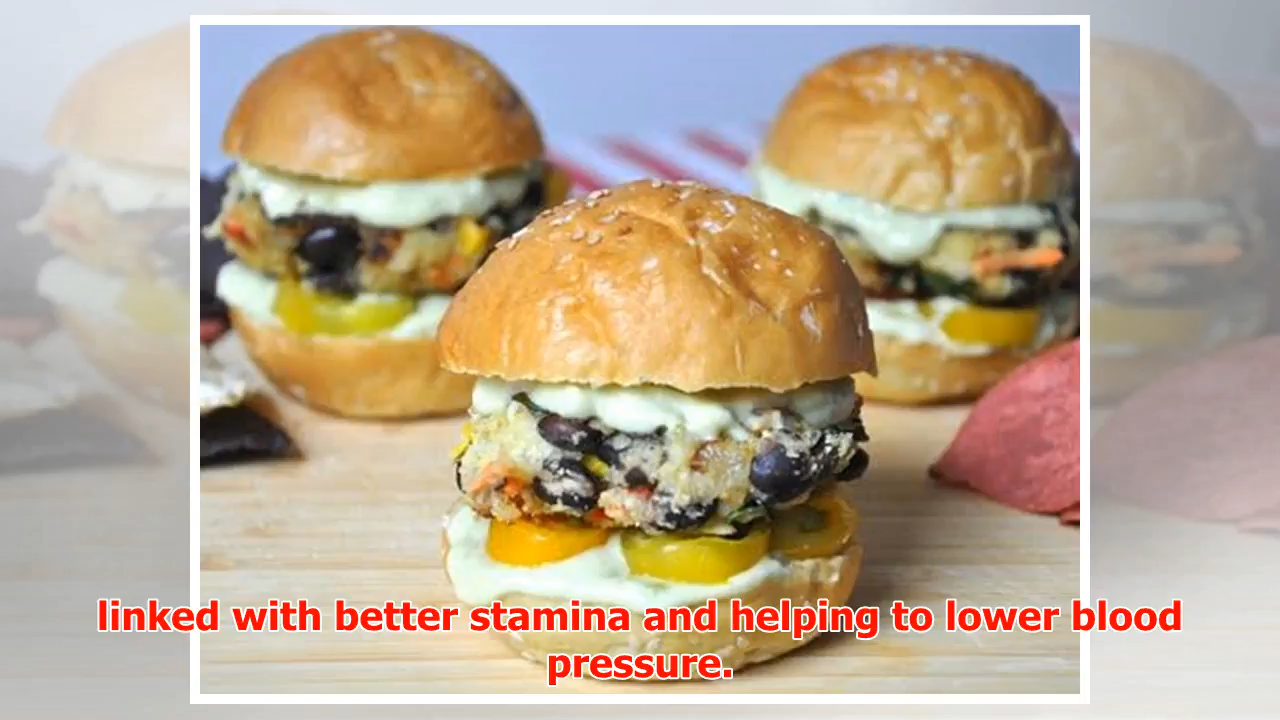 linked with better stamina and helping to lower blood
pressure.